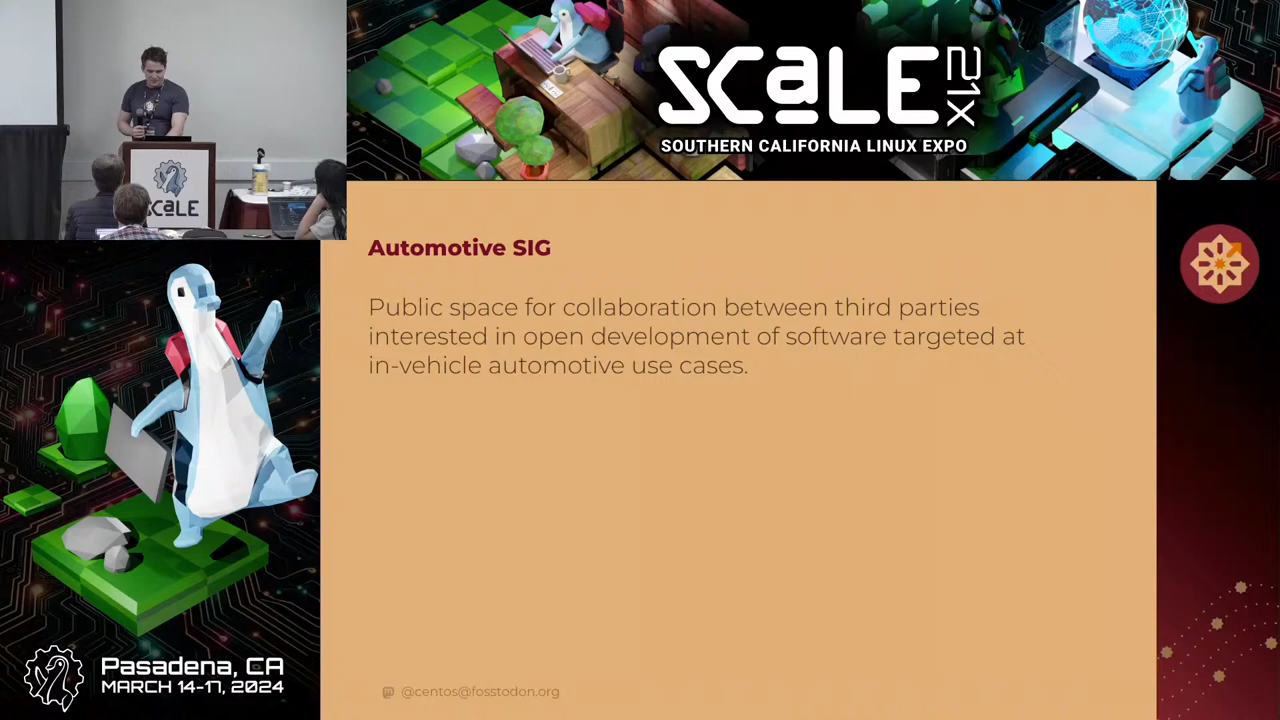 SCaLE 21X
SOUTHERN CALIFORNIA LINUX EXPO
SCaLE
Automotive SIG
Public space for collaboration between third parties
interested in open development of software targeted at
in-vehicle automotive use cases.
@centos@fosstodon.org
Pasadena, CA
MARCH 14-17, 2024